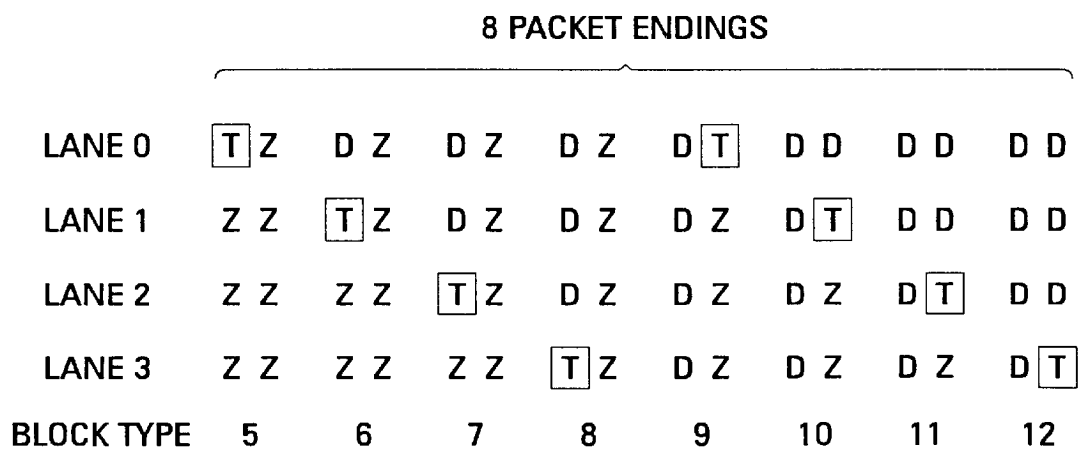 8 PACKET ENDINGS
LANE 0 T Z D Z D Z D Z D T D D D D D D
LANE 1 Z Z T Z D Z D Z D Z D T D D D D
LANE 2 Z Z Z Z T Z D Z D Z D Z D T D D
LANE 3 Z Z Z Z Z Z T Z D Z D Z D Z D T
BLOCK TYPE 5 6 7 8 9 10 11 12